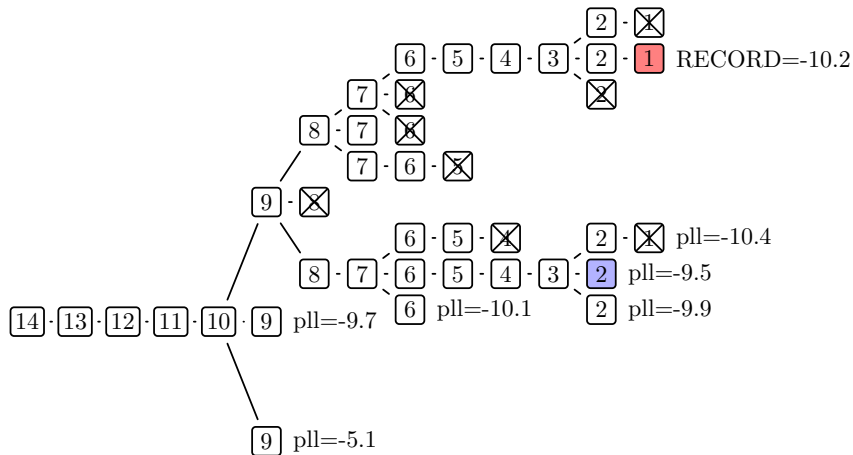 2 1
6 5 4 3 2 1 RECORD=-10.2
7 6 2
8 7 6
7 6 5
9 8
6 5 4 2 1 pll=-10.4
8 7 6 5 4 3 2 pll=-9.5
6 pll=-10.1 2 pll=-9.9
14 13 12 11 10 9 pll=-9.7
9 pll=-5.1